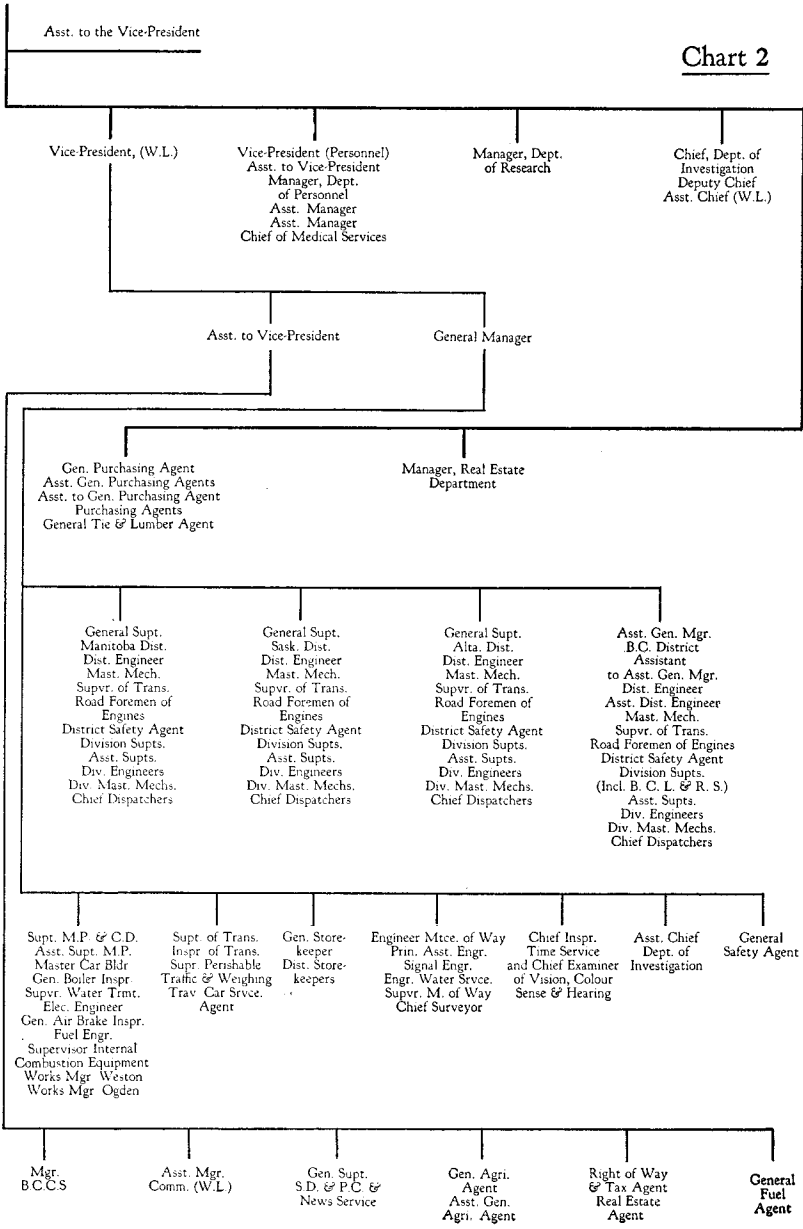 Asst. to the Vice-President
Chart 2
Vice-President, (W.L.)
Vice-President (Personnel)
Asst. to Vice-President
Manager, Dept.
of Personnel
Asst. Manager
Asst. Manager
Chief of Medical Services
Manager, Dept.
of Research
Chief, Dept. of
Investigation
Deputy Chief
Asst. Chief (W.L.)
Asst. to Vice-President
General Manager
Gen. Purchasing Agent
Asst. Gen. Purchasing Agents
Asst. to Gen. Purchasing Agent
Purchasing Agents
General Tie & Lumber Agent
Manager, Real Estate
Department
General Supt.
Manitoba Dist.
Dist. Engineer
Mast. Mech.
Supvr. of Trans.
Road Foremen of
Engines
District Safety Agent
Division Supts.
Asst. Supts.
Div. Engineers
Div. Mast. Mechs.
Chief Dispatchers
General Supt.
Sask. Dist.
Dist. Engineer
Mast. Mech.
Supvr. of Trans.
Road Foremen of
Engines
District Safety Agent
Division Supts.
Asst. Supts.
Div. Engineers
Div. Mast. Mechs.
Chief Dispatchers
General Supt.
Alta. Dist.
Dist. Engineer
Mast. Mech.
Supvr. of Trans.
Road Foremen of
Engines
District Safety Agent
Division Supts.
Asst. Supts.
Div. Engineers
Div. Mast. Mechs.
Chief Dispatchers
Asst. Gen. Mgr.
B.C. District
Assistant
to Asst. Gen. Mgr.
Dist. Engineer
Asst. Dist. Engineer
Mast. Mech.
Supvr. of Trans.
Road Foremen of Engines
District Safety Agent
Division Supts.
(Incl. B. C. L. & R. S.)
Asst. Supts.
Div. Engineers
Div. Mast. Mechs.
Chief Dispatchers
Supt. M.P. & C.D.
Asst. Supt. M.P.
Master Car Bldr
Gen. Boiler Inspr.
Supvr. Water Trmt.
Elec. Engineer
Gen. Air Brake Inspr.
Fuel Engr.
Supervisor Internal
Combustion Equipment
Works Mgr Weston
Works Mgr Ogden
Supt. of Trans.
Inspr of Trans.
Supr. Perishable
Traffic & Weighing
Trav Car Srvce.
Agent
Gen. Store-
keeper
Dist. Store-
keepers
Engineer Mtce. of Way
Prin. Asst. Engr.
Signal Engr.
Engr. Water Srvce.
Supvr. M. of Way
Chief Surveyor
Chief Inspr.
Time Service
and Chief Examiner
of Vision, Colour
Sense & Hearing
Asst. Chief
Dept. of
Investigation
General
Safety Agent
Mgr.
B.C.C.S
Asst. Mgr.
Comm. (W.L.)
Gen. Supt.
S.D. & P.C. &
News Service
Gen. Agri.
Agent
Asst. Gen.
Agri. Agent
Right of Way
& Tax Agent
Real Estate
Agent
General
Fuel
Agent